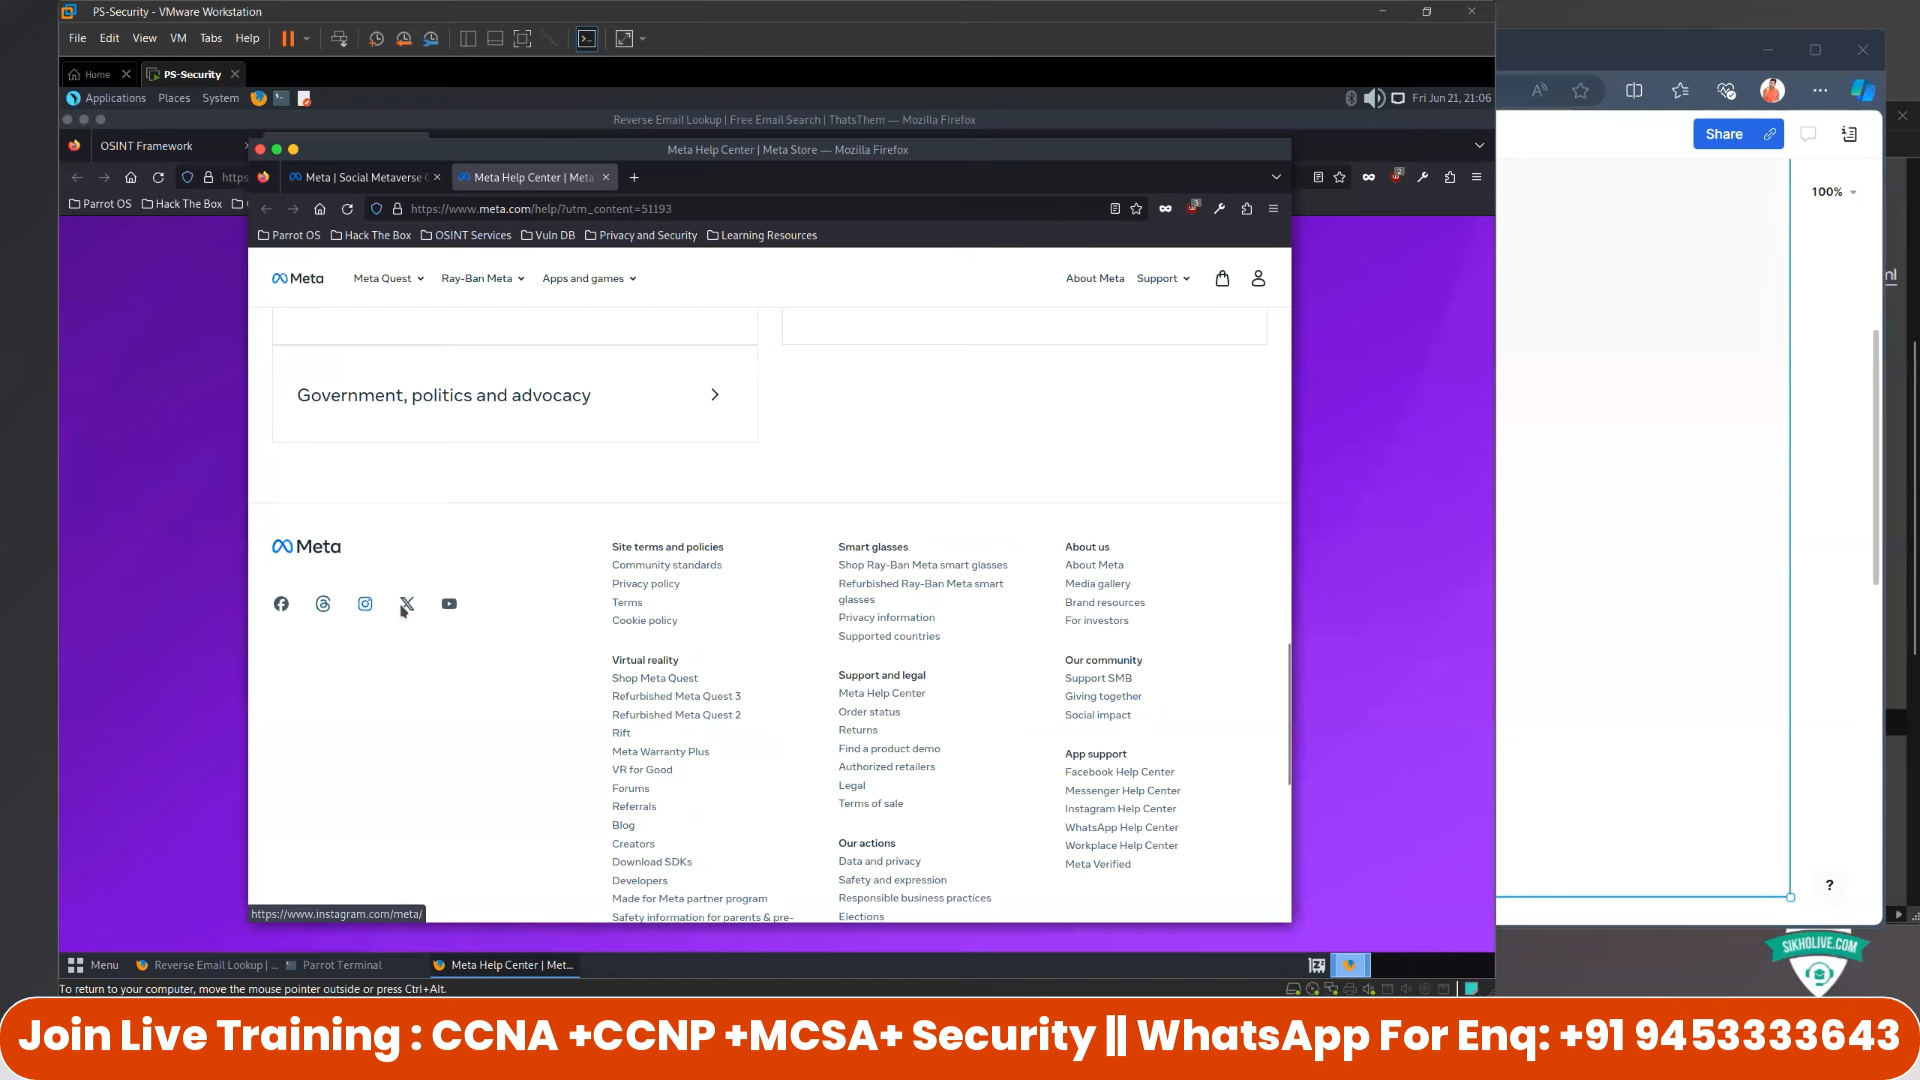 PS-Security - VMware Workstation
File Edit View VM Tabs Help
Home PS-Security
Applications Places System Fri Jun 21, 21:06
Reverse Email Lookup | Free Email Search | ThatsThem — Mozilla Firefox
OSINT Framework
Meta Help Center | Meta Store — Mozilla Firefox
Meta | Social Metaverse C Meta Help Center | Meta
https
https://www.meta.com/help/?utm_content=51193
Parrot OS Hack The Box
Parrot OS Hack The Box OSINT Services Vuln DB Privacy and Security Learning Resources
Share
100%
Meta Meta Quest Ray-Ban Meta Apps and games About Meta Support
Government, politics and advocacy
Meta
Site terms and policies
Community standards
Privacy policy
Terms
Cookie policy
Virtual reality
Shop Meta Quest
Refurbished Meta Quest 3
Refurbished Meta Quest 2
Rift
Meta Warranty Plus
VR for Good
Forums
Referrals
Blog
Creators
Download SDKs
Developers
Made for Meta partner program
Safety information for parents & pre-
Smart glasses
Shop Ray-Ban Meta smart glasses
Refurbished Ray-Ban Meta smart
glasses
Privacy information
Supported countries
Support and legal
Meta Help Center
Order status
Returns
Find a product demo
Authorized retailers
Legal
Terms of sale
Our actions
Data and privacy
Safety and expression
Responsible business practices
Elections
About us
About Meta
Media gallery
Brand resources
For investors
Our community
Support SMB
Giving together
Social impact
App support
Facebook Help Center
Messenger Help Center
Instagram Help Center
WhatsApp Help Center
Workplace Help Center
Meta Verified
https://www.instagram.com/meta/
?
SIKHOLIVE.COM
Menu Reverse Email Lookup | ... Parrot Terminal Meta Help Center | Met...
To return to your computer, move the mouse pointer outside or press Ctrl+Alt.
Join Live Training : CCNA +CCNP +MCSA+ Security || WhatsApp For Enq: +91 9453333643